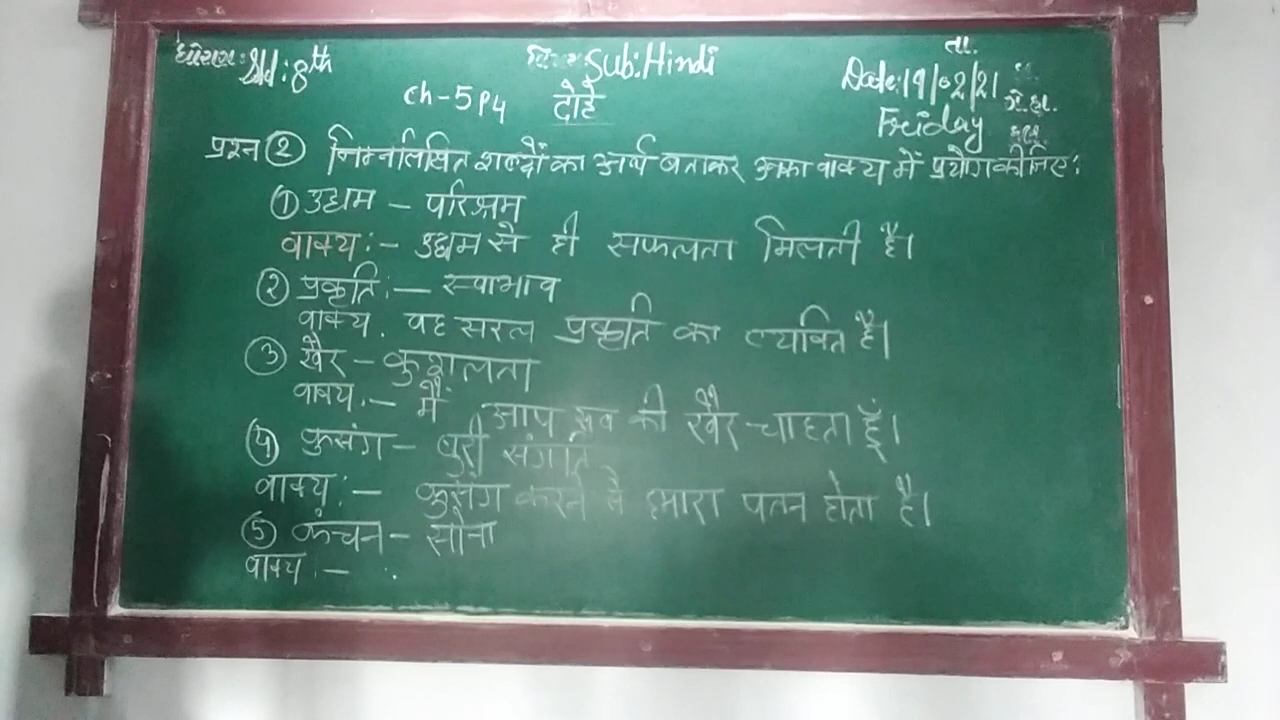 धोरण: Std: 8th
Sub: Hindi
ता.
Date: 19/02/21
Friday
ch-5 P4 दोहे
प्रश्न (2) निम्नलिखित शब्दों का अर्थ बताकर उनका वाक्य में प्रयोग कीजिए:
(1) उद्यम - परिश्रम
वाक्य :- उद्यम से ही सफलता मिलती है।
(2) प्रकृति :- स्वाभाव
वाक्य. वह सरल प्रकृति का व्यक्ति है।
(3) खैर - कुशलता
वाक्य :- मैं आप सब की खैर चाहता हूँ।
(4) कुसंग - बुरी संगति
वाक्य :- कुसंग करने से हमारा पतन होता है।
(5) कंचन - सोना
वाक्य :-